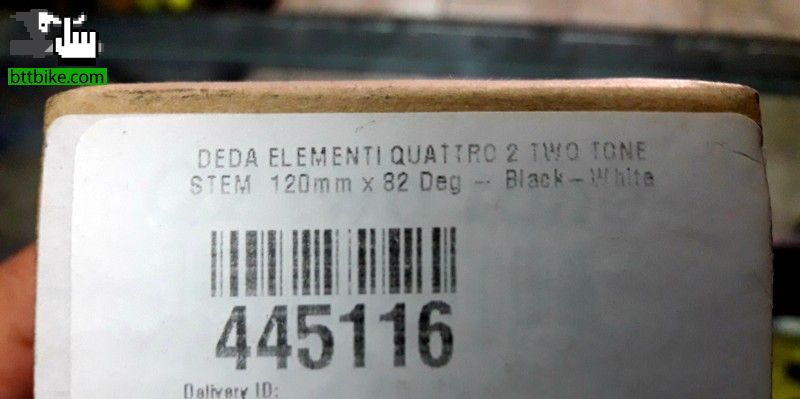 bttbike.com
DEDA ELEMENTI QUATTRO 2 TWO TONE
STEM 120mm x 82 Deg -- Black-White
445116
Delivery ID: